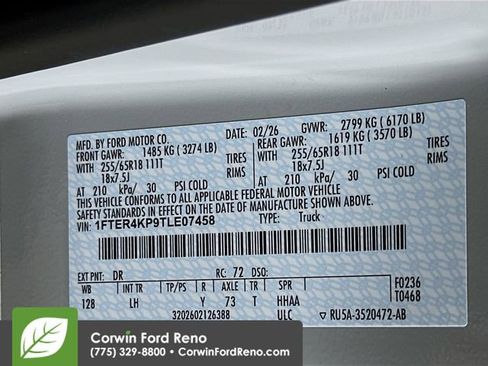 MFD. BY FORD MOTOR CO.
DATE: 02/26 GVWR: 2799 KG ( 6170 LB)
FRONT GAWR: 1485 KG ( 3274 LB) REAR GAWR: 1619 KG ( 3570 LB)
WITH 255/65R18 111T TIRES WITH 255/65R18 111T TIRES
18x7.5J RIMS 18x7.5J RIMS
AT 210 kPa/ 30 PSI COLD AT 210 kPa/ 30 PSI COLD
THIS VEHICLE CONFORMS TO ALL APPLICABLE FEDERAL MOTOR VEHICLE
SAFETY STANDARDS IN EFFECT ON THE DATE OF MANUFACTURE SHOWN ABOVE.
VIN: 1FTER4KP9TLE07458 TYPE: Truck
EXT PNT: DR RC: 72 DSO: F0236
WB INT TR TP/PS R AXLE TR SPR T0468
128 LH Y 73 T HHAA
3202602126388 ULC ▽ RU5A-3520472-AB
Corwin Ford Reno
(775) 329-8800 • CorwinFordReno.com